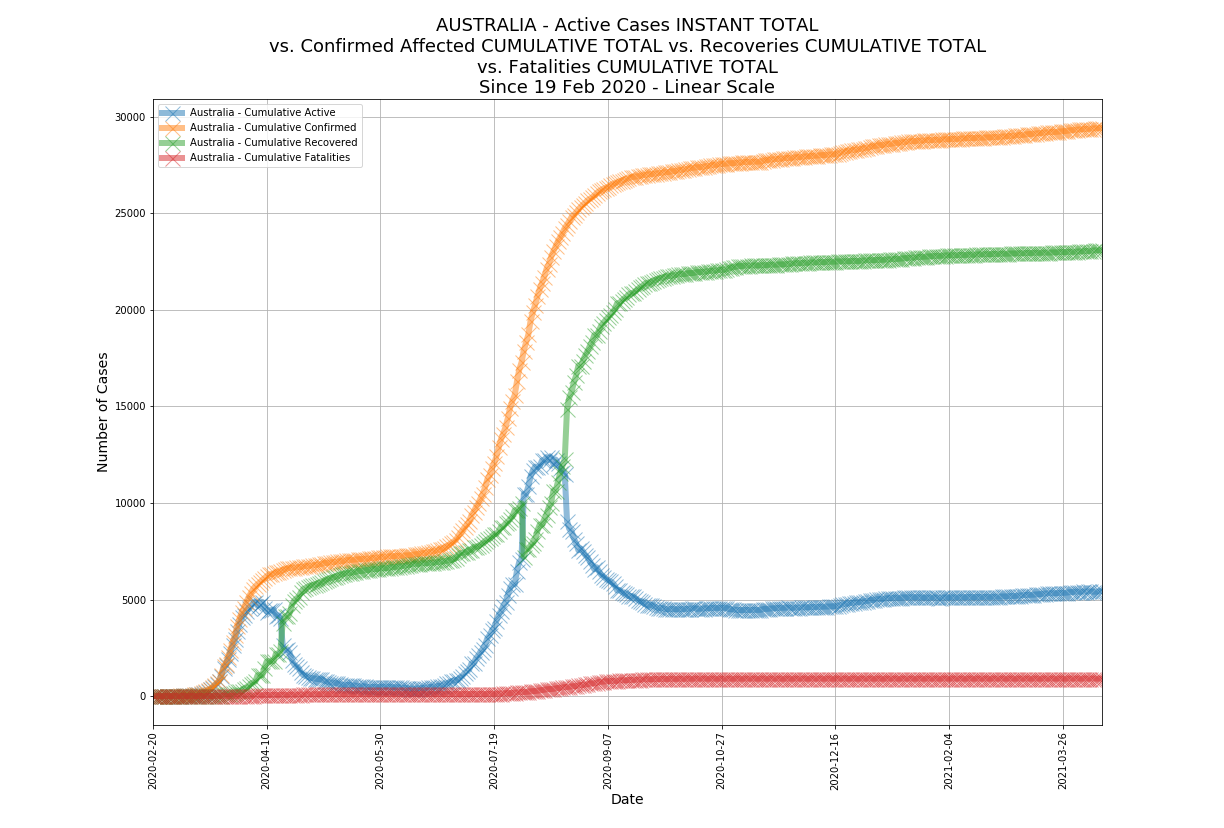 AUSTRALIA - Active Cases INSTANT TOTAL
vs. Confirmed Affected CUMULATIVE TOTAL vs. Recoveries CUMULATIVE TOTAL
vs. Fatalities CUMULATIVE TOTAL
Since 19 Feb 2020 - Linear Scale
Australia - Cumulative Active
Australia - Cumulative Confirmed
Australia - Cumulative Recovered
Australia - Cumulative Fatalities
30000
25000
20000
15000
10000
5000
0
Number of Cases
2020-02-20
2020-04-10
2020-05-30
2020-07-19
2020-09-07
2020-10-27
2020-12-16
2021-02-04
2021-03-26
Date